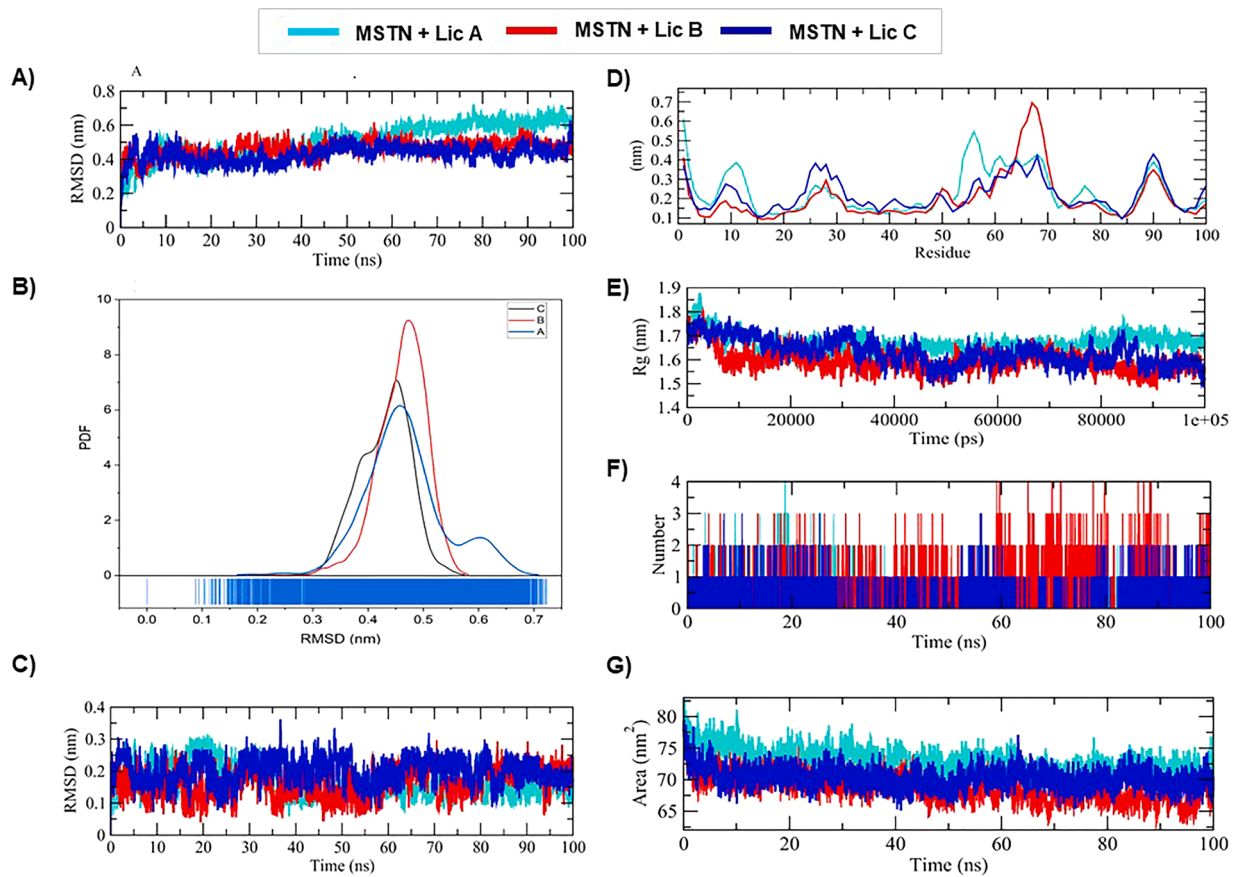 MSTN + Lic A MSTN + Lic B MSTN + Lic C
A)
A
RMSD (nm)
0.8
0.6
0.4
0.2
0
0 10 20 30 40 50 60 70 80 90 100
Time (ns)
B)
PDF
10
8
6
4
2
0
C
B
A
0.0 0.1 0.2 0.3 0.4 0.5 0.6 0.7
RMSD (nm)
C)
RMSD (nm)
0.4
0.3
0.2
0.1
0
0 10 20 30 40 50 60 70 80 90 100
Time (ns)
D)
(nm)
0.7
0.6
0.5
0.4
0.3
0.2
0.1
1 10 20 30 40 50 60 70 80 90 100
Residue
E)
Rg (nm)
1.9
1.8
1.7
1.6
1.5
1.4
0 20000 40000 60000 80000 1e+05
Time (ps)
F)
Number
4
3
2
1
0
0 20 40 60 80 100
Time (ns)
G)
Area (nm²)
80
75
70
65
0 20 40 60 80 100
Time (ns)